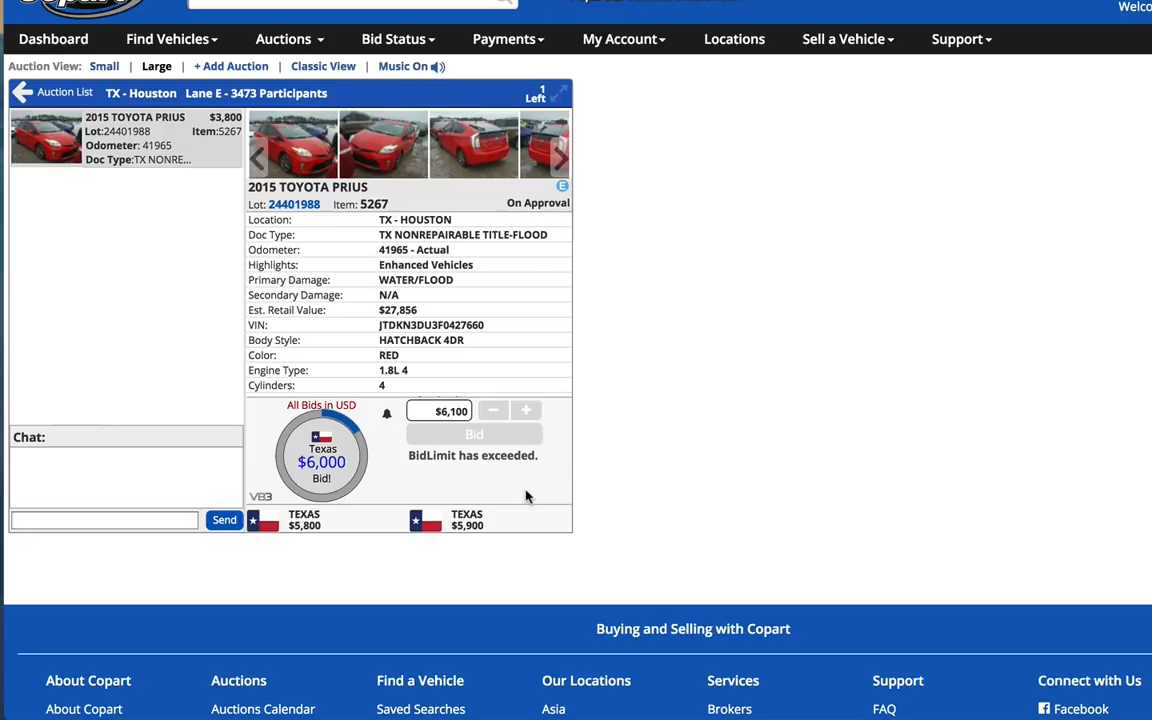 Copart
Welco
Dashboard Find Vehicles Auctions Bid Status Payments My Account Locations Sell a Vehicle Support
Auction View: Small | Large | + Add Auction | Classic View | Music On
Auction List TX - Houston Lane E - 3473 Participants 1 Left
2015 TOYOTA PRIUS $3,800
Lot:24401988 Item:5267
Odometer: 41965
Doc Type:TX NONRE...
2015 TOYOTA PRIUS E
Lot: 24401988 Item: 5267 On Approval
Location: TX - HOUSTON
Doc Type: TX NONREPAIRABLE TITLE-FLOOD
Odometer: 41965 - Actual
Highlights: Enhanced Vehicles
Primary Damage: WATER/FLOOD
Secondary Damage: N/A
Est. Retail Value: $27,856
VIN: JTDKN3DU3F0427660
Body Style: HATCHBACK 4DR
Color: RED
Engine Type: 1.8L 4
Cylinders: 4
All Bids in USD
$6,100
Texas
$6,000
Bid!
Bid
BidLimit has exceeded.
VB3
Chat:
Send
TEXAS
$5,800
TEXAS
$5,900
Buying and Selling with Copart
About Copart Auctions Find a Vehicle Our Locations Services Support Connect with Us
About Copart Auctions Calendar Saved Searches Asia Brokers FAQ Facebook